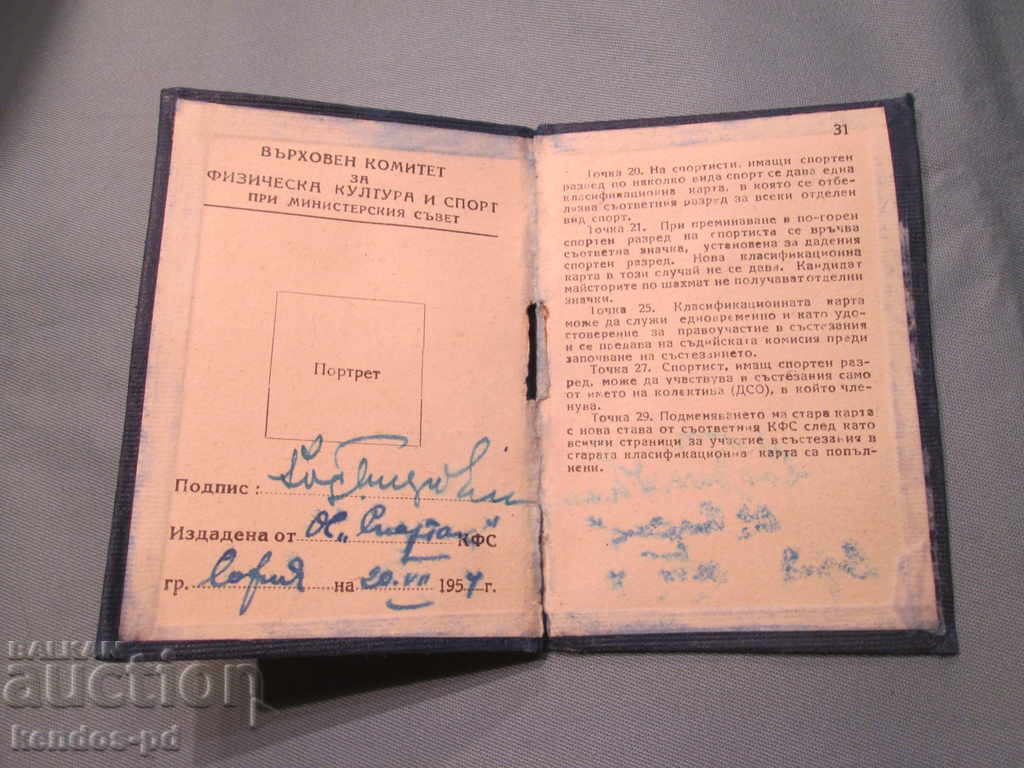 ВЪРХОВЕН КОМИТЕТ
ЗА
ФИЗИЧЕСКА КУЛТУРА И СПОРТ
ПРИ МИНИСТЕРСКИЯ СЪВЕТ
Портрет
Подпис :
Издадена от ОС „Спартак" КФС
гр. София на 20.VII 1954 г.
31
Точка 20. На спортисти, имащи спортен
разред по няколко вида спорт се дава една
класификационна карта, в която се отбе-
лязва съответния разред за всеки отделен
вид спорт.
Точка 21. При преминаване в по-горен
спортен разред на спортиста се връчва
съответна значка, установена за дадения
спортен разред. Нова класификационна
карта в този случай не се дава. Кандидат
майсторите по шахмат не получават отделни
значки.
Точка 25. Класификационната карта
може да служи едновременно и като удо-
стоверение за правоучастие в състезания
и се предава на съдийската комисия преди
започване на състезанието.
Точка 27. Спортист, имащ спортен раз-
ред, може да участвува в състезания само
от името на колектива (ДСО), в който чле-
нува.
Точка 29. Подменяването на стара карта
с нова става от съответния КФС след като
всички страници за участие в състезания в
старата класификационна карта са попъл-
нени.
BALKAN
auction
kendos-pd